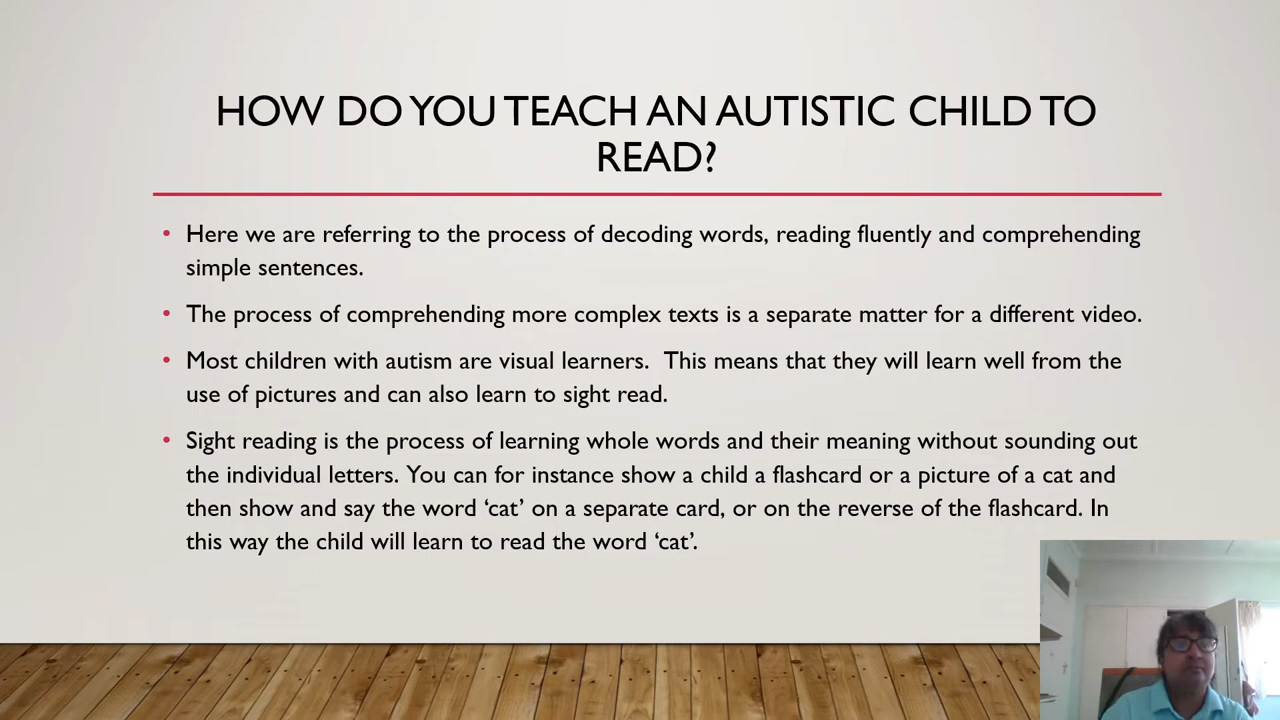 HOW DO YOU TEACH AN AUTISTIC CHILD TO
READ?
• Here we are referring to the process of decoding words, reading fluently and comprehending
simple sentences.
• The process of comprehending more complex texts is a separate matter for a different video.
• Most children with autism are visual learners.  This means that they will learn well from the
use of pictures and can also learn to sight read.
• Sight reading is the process of learning whole words and their meaning without sounding out
the individual letters. You can for instance show a child a flashcard or a picture of a cat and
then show and say the word ‘cat’ on a separate card, or on the reverse of the flashcard. In
this way the child will learn to read the word ‘cat’.